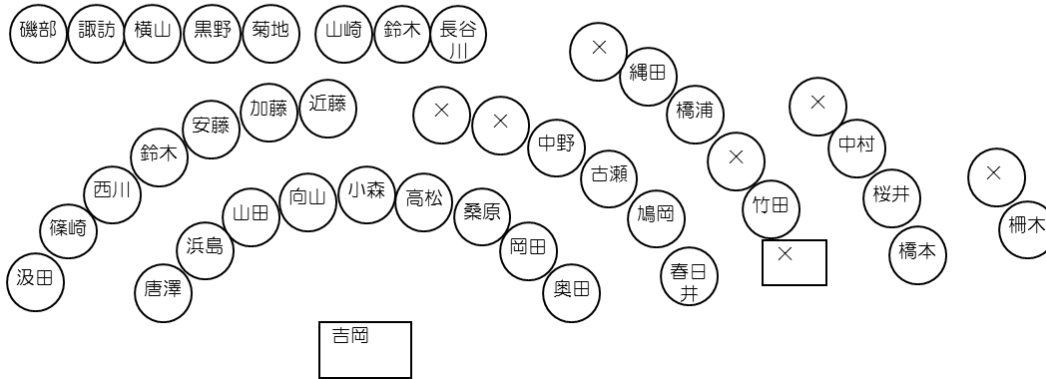 磯部 諏訪 横山 黒野 菊地 山崎 鈴木 長谷川
× 縄田 橋浦 × 竹田 ×
× 中村 桜井 橋本
× 柵木
汲田 篠崎 西川 鈴木 安藤 加藤 近藤
× × 中野 古瀬 鳩岡 春日井
唐澤 浜島 山田 向山 小森 高松 桑原 岡田 奥田
吉岡